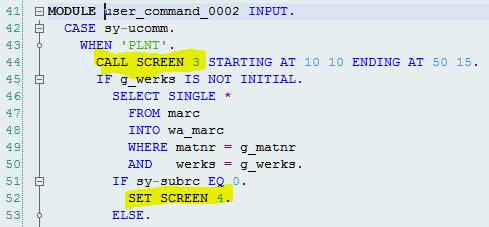 41 MODULE user_command_0002 INPUT.
42 CASE sy-ucomm.
43 WHEN 'PLNT'.
44 CALL SCREEN 3 STARTING AT 10 10 ENDING AT 50 15.
45 IF g_werks IS NOT INITIAL.
46 SELECT SINGLE *
47 FROM marc
48 INTO wa_marc
49 WHERE matnr = g_matnr
50 AND werks = g_werks.
51 IF sy-subrc EQ 0.
52 SET SCREEN 4.
53 ELSE.